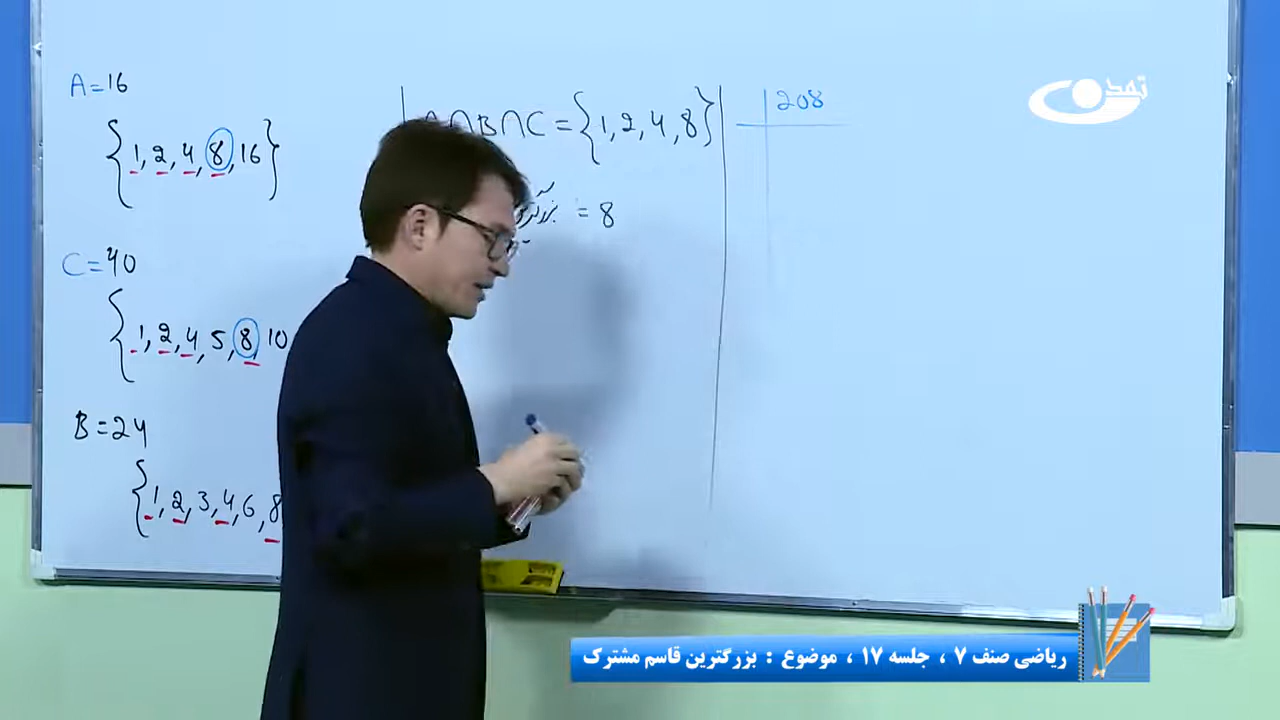 A=16
{1,2,4,8,16}
C=40
{1,2,4,5,8,10
B=24
{1,2,3,4,6,8
∩B∩C={1,2,4,8}
= 8
208
تمدن
ریاضی صنف ۷ ، جلسه ۱۷ ، موضوع : بزرگترین قاسم مشترک